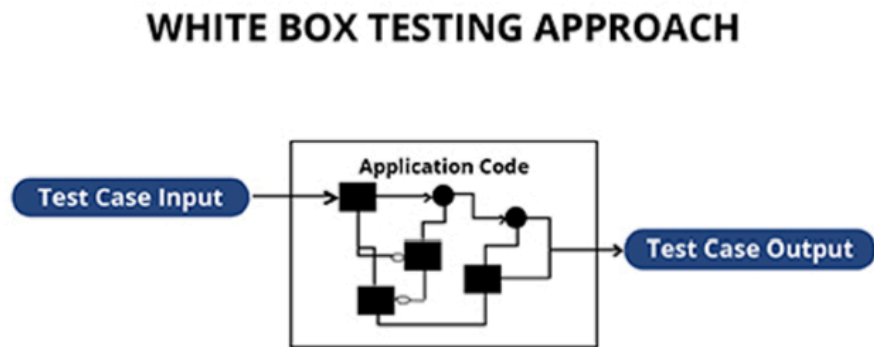 WHITE BOX TESTING APPROACH
Application Code
Test Case Input
Test Case Output